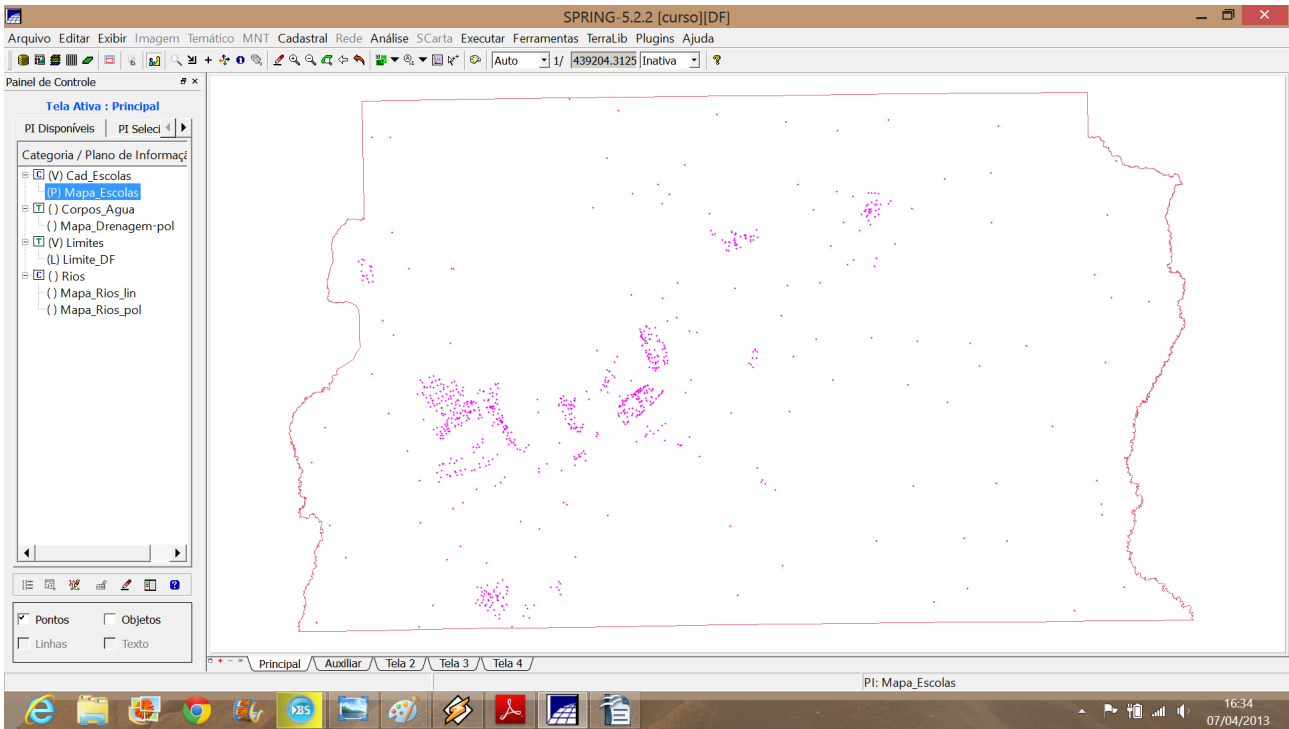 SPRING-5.2.2 [curso][DF]
Arquivo Editar Exibir Imagem Temático MNT Cadastral Rede Análise SCarta Executar Ferramentas TerraLib Plugins Ajuda
Auto 1/ 439204.3125 Inativa
Painel de Controle
Tela Ativa : Principal
PI Disponíveis PI Seleci
Categoria / Plano de Informaçã
C (V) Cad_Escolas
(P) Mapa_Escolas
T () Corpos_Agua
() Mapa_Drenagem-pol
T (V) Limites
(L) Limite_DF
C () Rios
() Mapa_Rios_lin
() Mapa_Rios_pol
Pontos Objetos
Linhas Texto
Principal Auxiliar Tela 2 Tela 3 Tela 4
PI: Mapa_Escolas
BS
16:34
07/04/2013